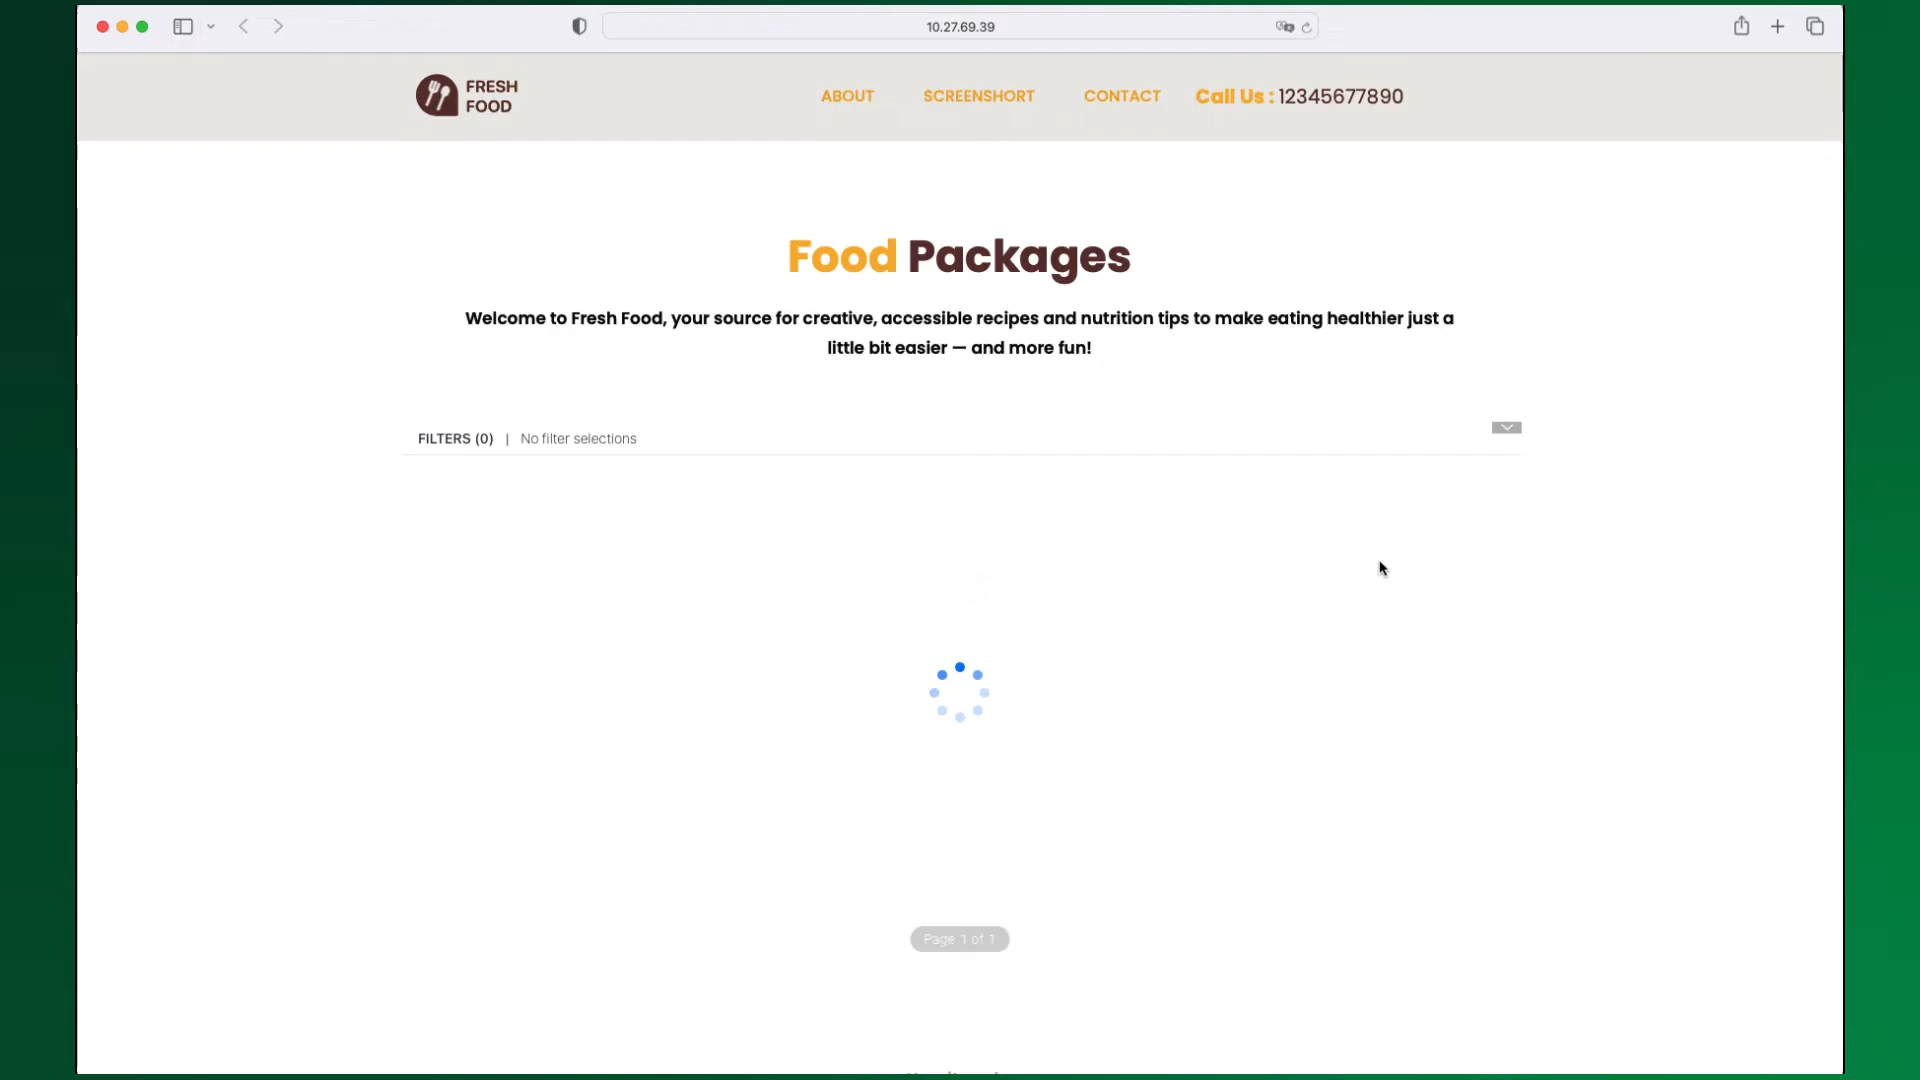 10.27.69.39
FRESH
FOOD
ABOUT
SCREENSHORT
CONTACT
Call Us : 12345677890
Food Packages
Welcome to Fresh Food, your source for creative, accessible recipes and nutrition tips to make eating healthier just a
little bit easier — and more fun!
FILTERS (0) | No filter selections
Page 1 of 1